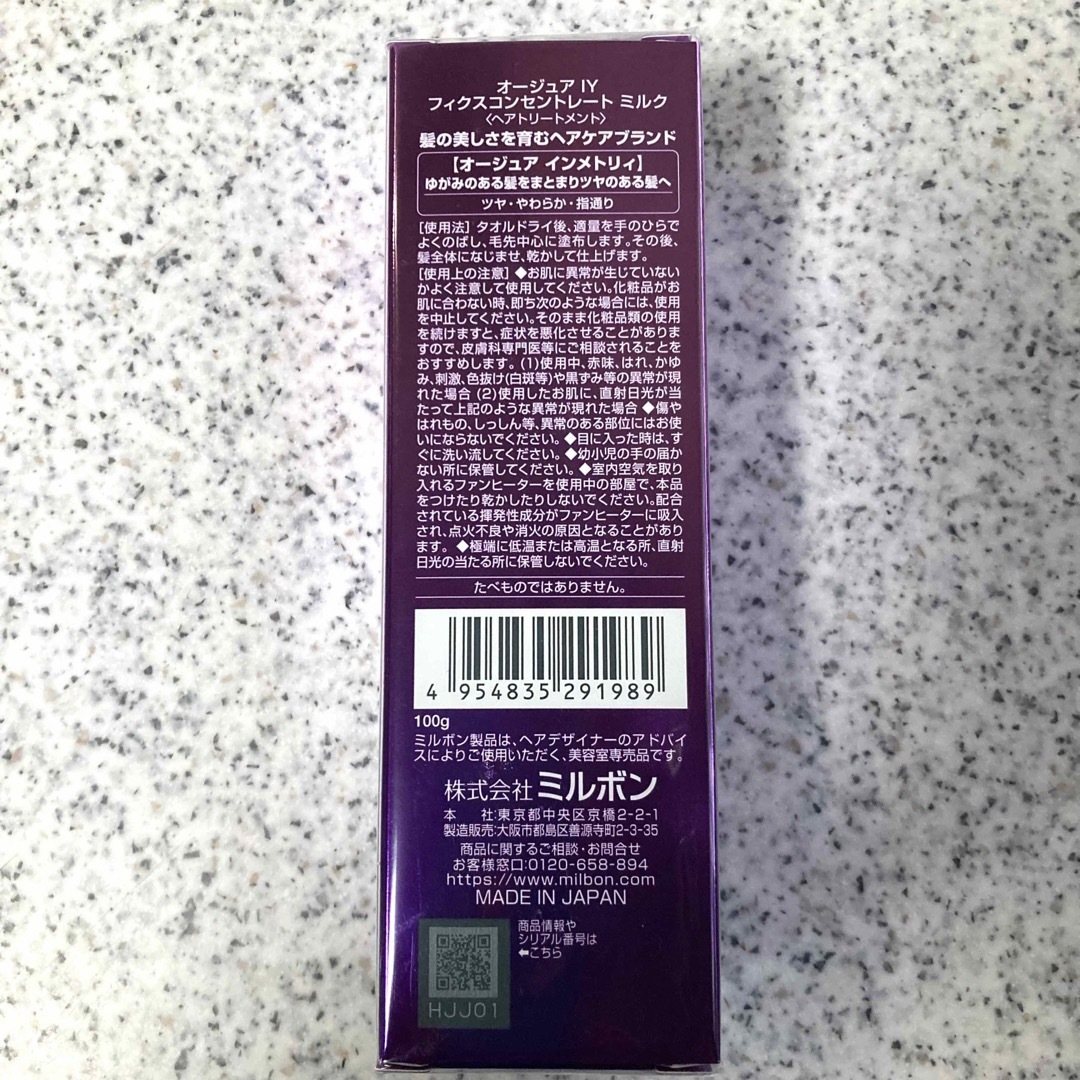 オージュア IY
フィクスコンセントレート ミルク
〈ヘアトリートメント〉
髪の美しさを育むヘアケアブランド
【オージュア インメトリィ】
ゆがみのある髪をまとまりツヤのある髪へ
ツヤ・やわらか・指通り
[使用法] タオルドライ後、適量を手のひらで
よくのばし、毛先中心に塗布します。その後、
髪全体になじませ、乾かして仕上げます。
[使用上の注意] ◆お肌に異常が生じていない
かよく注意して使用してください。化粧品がお
肌に合わない時、即ち次のような場合には、使用
を中止してください。そのまま化粧品類の使用
を続けますと、症状を悪化させることがありま
すので、皮膚科専門医等にご相談されることを
おすすめします。(1)使用中、赤味、はれ、かゆ
み、刺激、色抜け(白斑等)や黒ずみ等の異常が現
れた場合 (2)使用したお肌に、直射日光が当
たって上記のような異常が現れた場合 ◆傷や
はれもの、しっしん等、異常のある部位にはお使
いにならないでください。◆目に入った時は、す
ぐに洗い流してください。◆幼小児の手の届か
ない所に保管してください。◆室内空気を取り
入れるファンヒーターを使用中の部屋で、本品
をつけたり乾かしたりしないでください。配合
されている揮発性成分がファンヒーターに吸入
され、点火不良や消火の原因となることがあり
ます。 ◆極端に低温または高温となる所、直射
日光の当たる所に保管しないでください。
たべものではありません。
4 954835 291989
100g
ミルボン製品は、ヘアデザイナーのアドバイ
スによりご使用いただく、美容室専売品です。
株式会社 ミルボン
本 社:東京都中央区京橋2-2-1
製造販売:大阪市都島区善源寺町2-3-35
商品に関するご相談・お問合せ
お客様窓口:0120-658-894
https://www.milbon.com
MADE IN JAPAN
商品情報や
シリアル番号は
⬅こちら
HJJ01